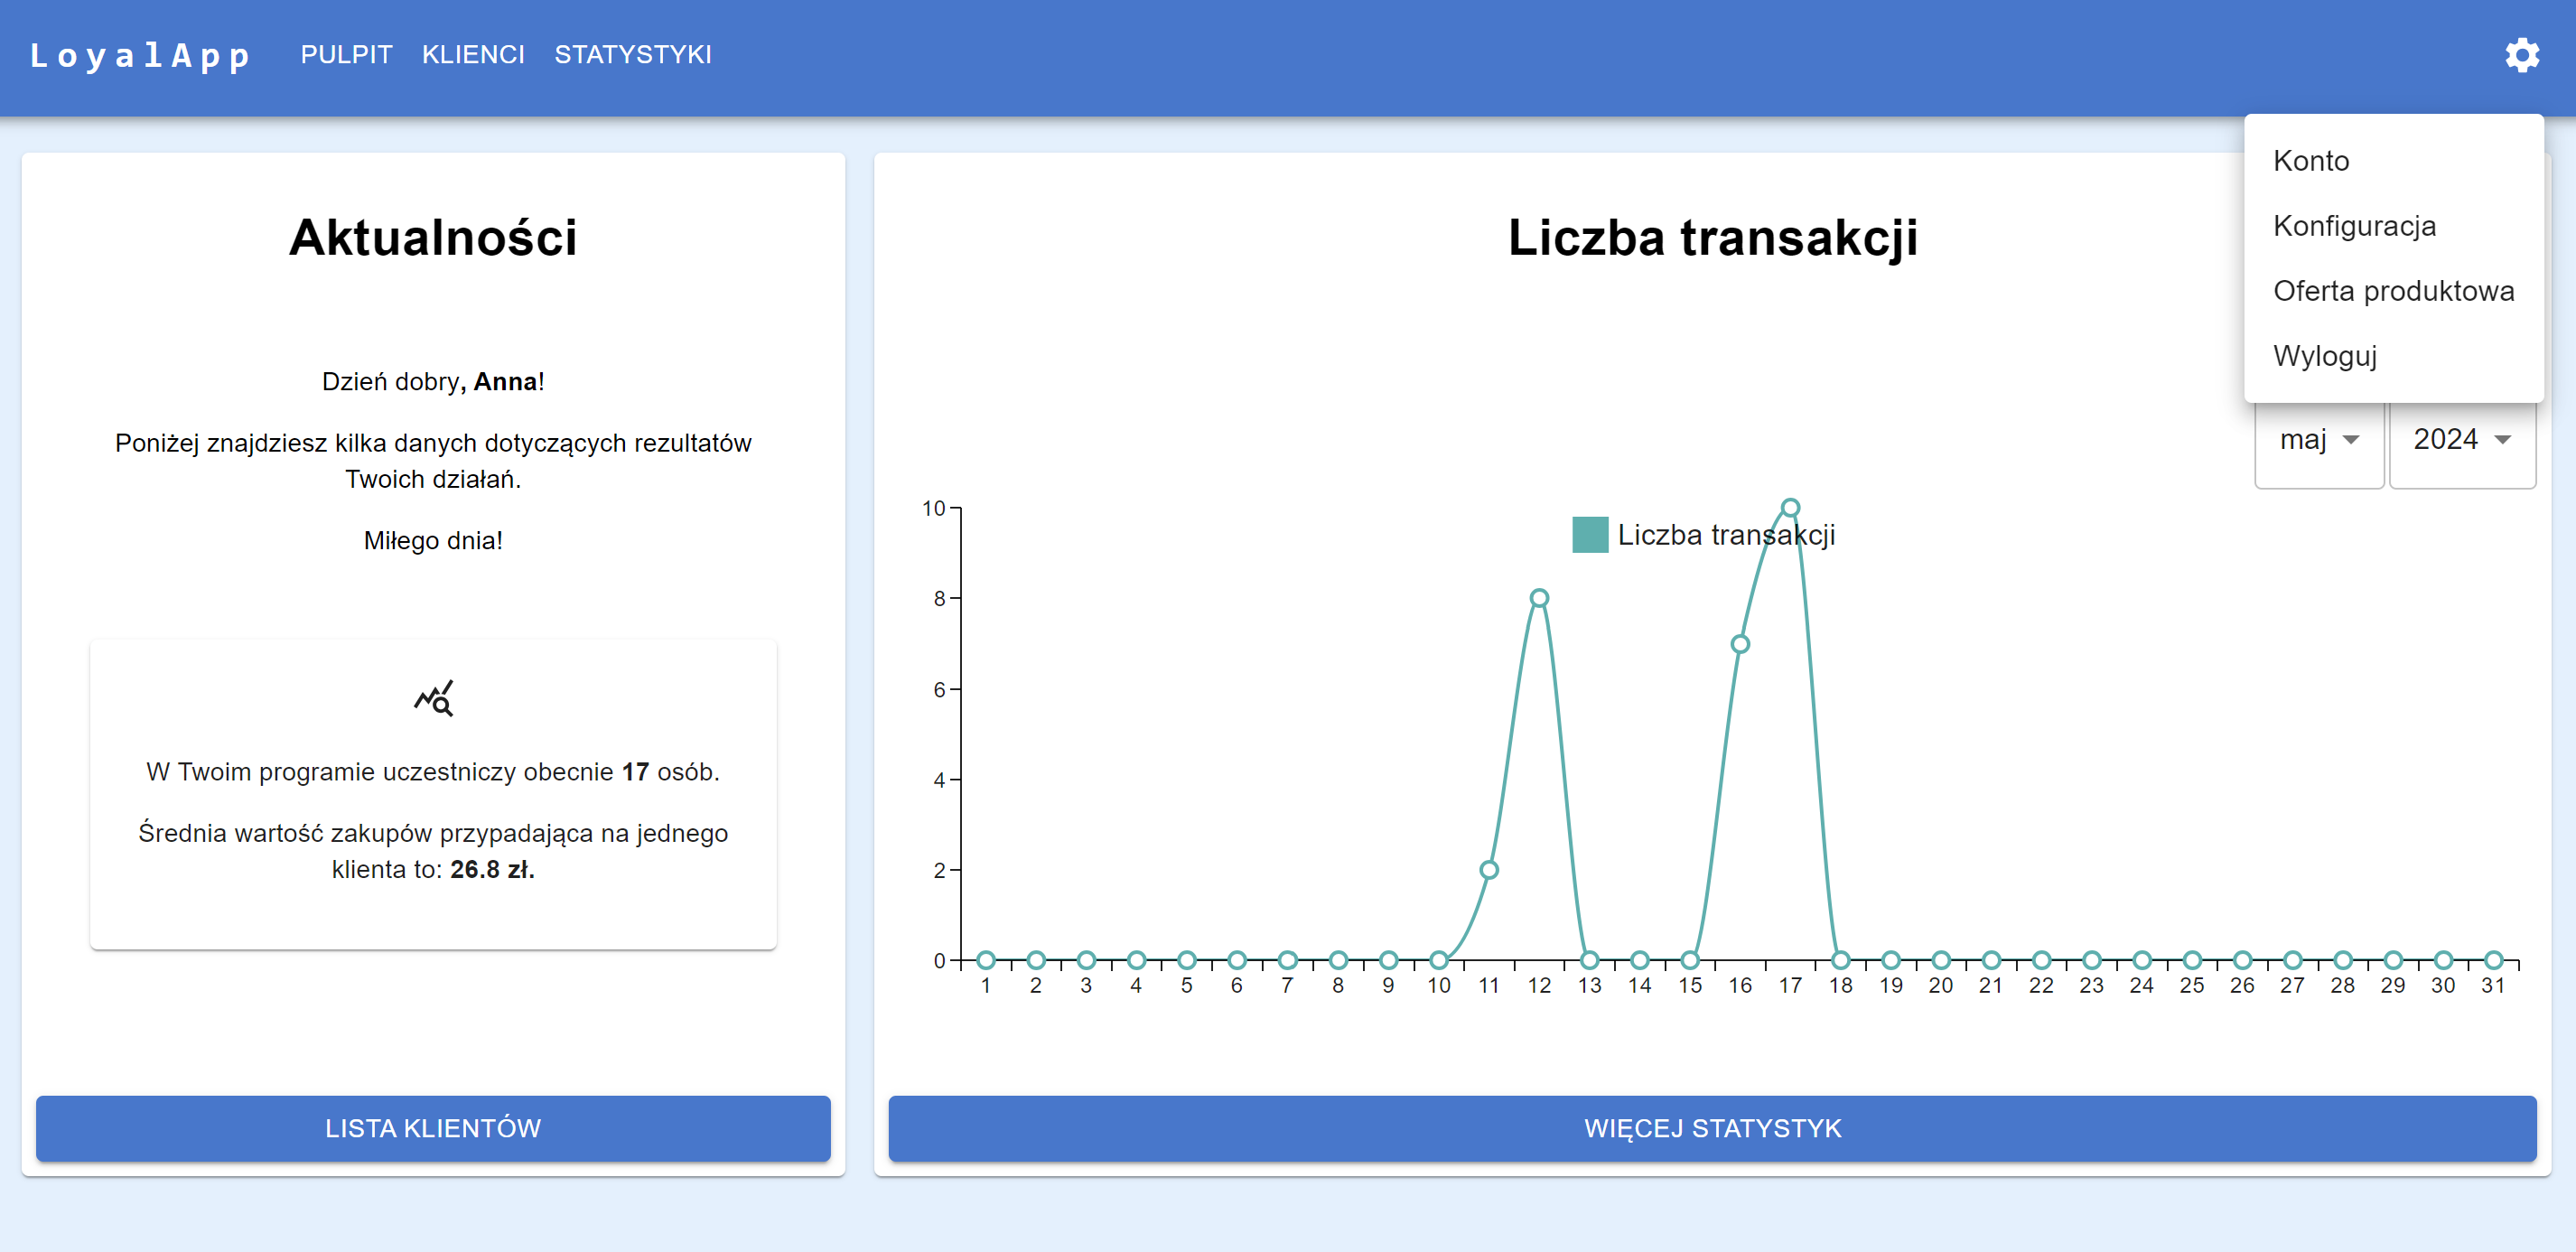 LoyalApp PULPIT KLIENCI STATYSTYKI
Konto
Konfiguracja
Oferta produktowa
Wyloguj
Aktualności
Dzień dobry, Anna!
Poniżej znajdziesz kilka danych dotyczących rezultatów
Twoich działań.
Miłego dnia!
W Twoim programie uczestniczy obecnie 17 osób.
Średnia wartość zakupów przypadająca na jednego
klienta to: 26.8 zł.
LISTA KLIENTÓW
Liczba transakcji
maj 2024
Liczba transakcji
10
8
6
4
2
0
1 2 3 4 5 6 7 8 9 10 11 12 13 14 15 16 17 18 19 20 21 22 23 24 25 26 27 28 29 30 31
WIĘCEJ STATYSTYK